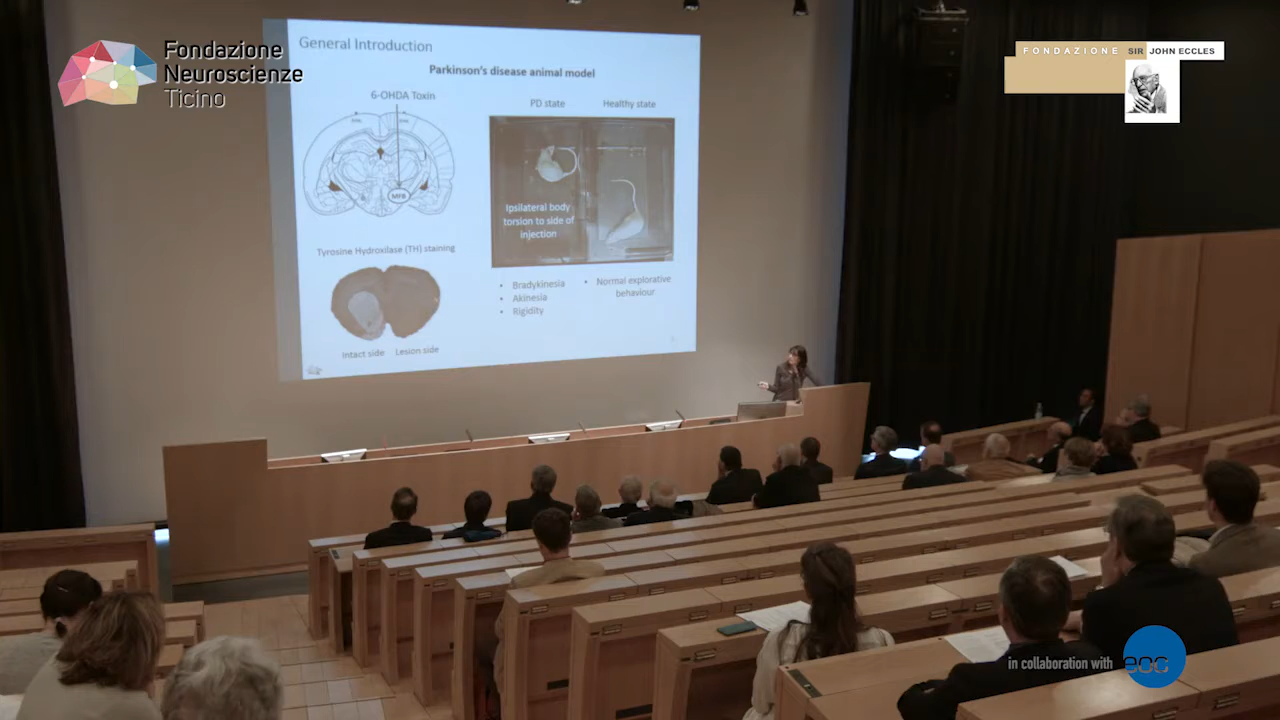 Fondazione
Neuroscienze
Ticino
FONDAZIONE SIR JOHN ECCLES
General Introduction
Parkinson's disease animal model
6-OHDA Toxin
MFB
PD state
Healthy state
Ipsilateral body
torsion to side of
injection
Tyrosine Hydroxilase (TH) staining
Intact side
Lesion side
• Bradykinesia
• Akinesia
• Rigidity
• Normal explorative
behaviour
in collaboration with
eoc